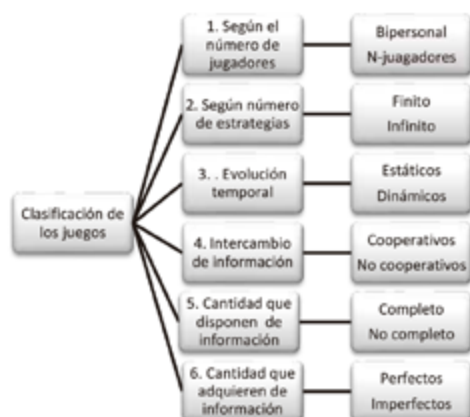 1. Según el
número de
jugadores
Bipersonal
N-juagadores
2. Según número
de estrategias
Finito
Infinito
3. . Evolución
temporal
Estáticos
Dinámicos
Clasificación de
los juegos
4. Intercambio
de información
Cooperativos
No cooperativos
5. Cantidad que
disponen de
información
Completo
No completo
6. Cantidad que
adquieren de
información
Perfectos
Imperfectos